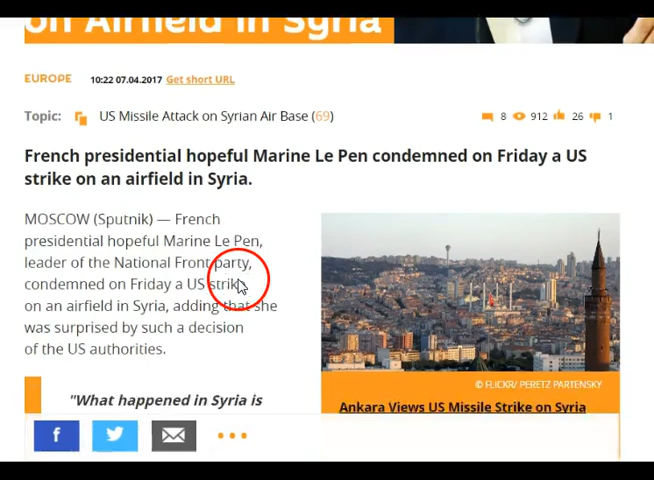 on Airfield in Syria
EUROPE 10:22 07.04.2017 Get short URL
Topic: US Missile Attack on Syrian Air Base (69) 8 912 26 1
French presidential hopeful Marine Le Pen condemned on Friday a US
strike on an airfield in Syria.
MOSCOW (Sputnik) — French
presidential hopeful Marine Le Pen,
leader of the National Front party,
condemned on Friday a US strike
on an airfield in Syria, adding that she
was surprised by such a decision
of the US authorities.
"What happened in Syria is
© FLICKR/ PERETZ PARTENSKY
Ankara Views US Missile Strike on Syria
f